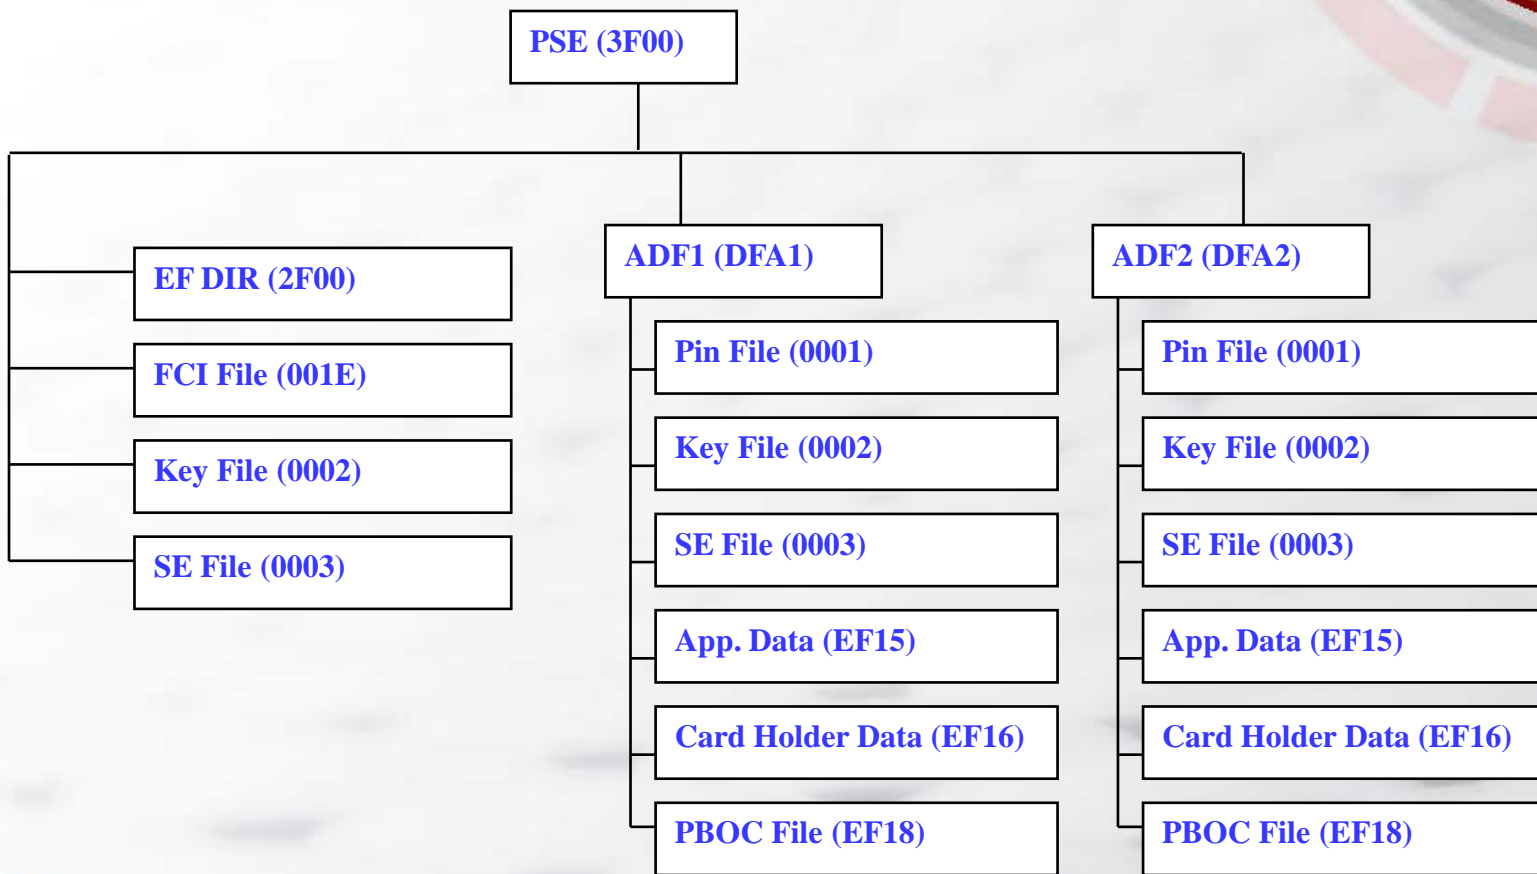 PSE (3F00)
EF DIR (2F00)
FCI File (001E)
Key File (0002)
SE File (0003)
ADF1 (DFA1)
Pin File (0001)
Key File (0002)
SE File (0003)
App. Data (EF15)
Card Holder Data (EF16)
PBOC File (EF18)
ADF2 (DFA2)
Pin File (0001)
Key File (0002)
SE File (0003)
App. Data (EF15)
Card Holder Data (EF16)
PBOC File (EF18)